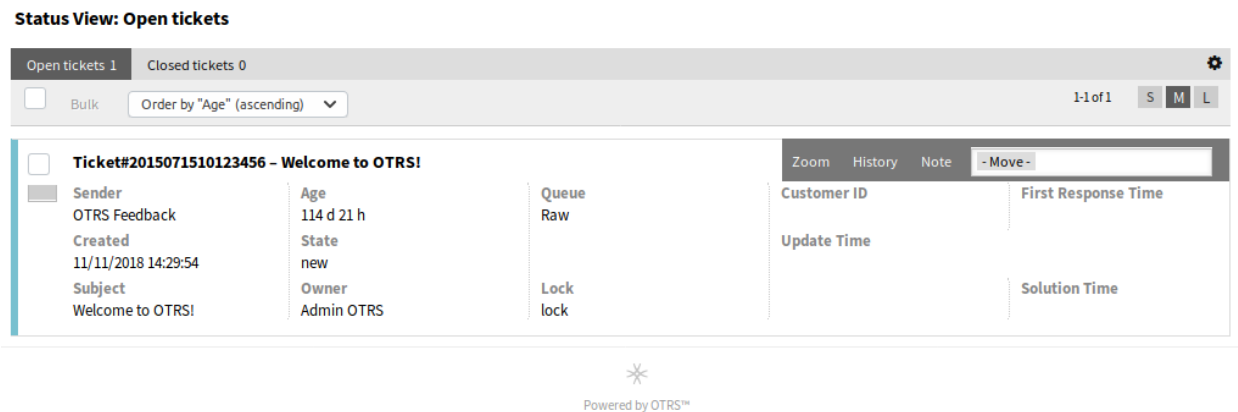 Status View: Open tickets
Open tickets 1 Closed tickets 0
Bulk Order by "Age" (ascending) 1-1 of 1 S M L
Ticket#2015071510123456 – Welcome to OTRS! Zoom History Note - Move -
Sender Age Queue Customer ID First Response Time
OTRS Feedback 114 d 21 h Raw
Created State Update Time
11/11/2018 14:29:54 new
Subject Owner Lock Solution Time
Welcome to OTRS! Admin OTRS lock
Powered by OTRS™